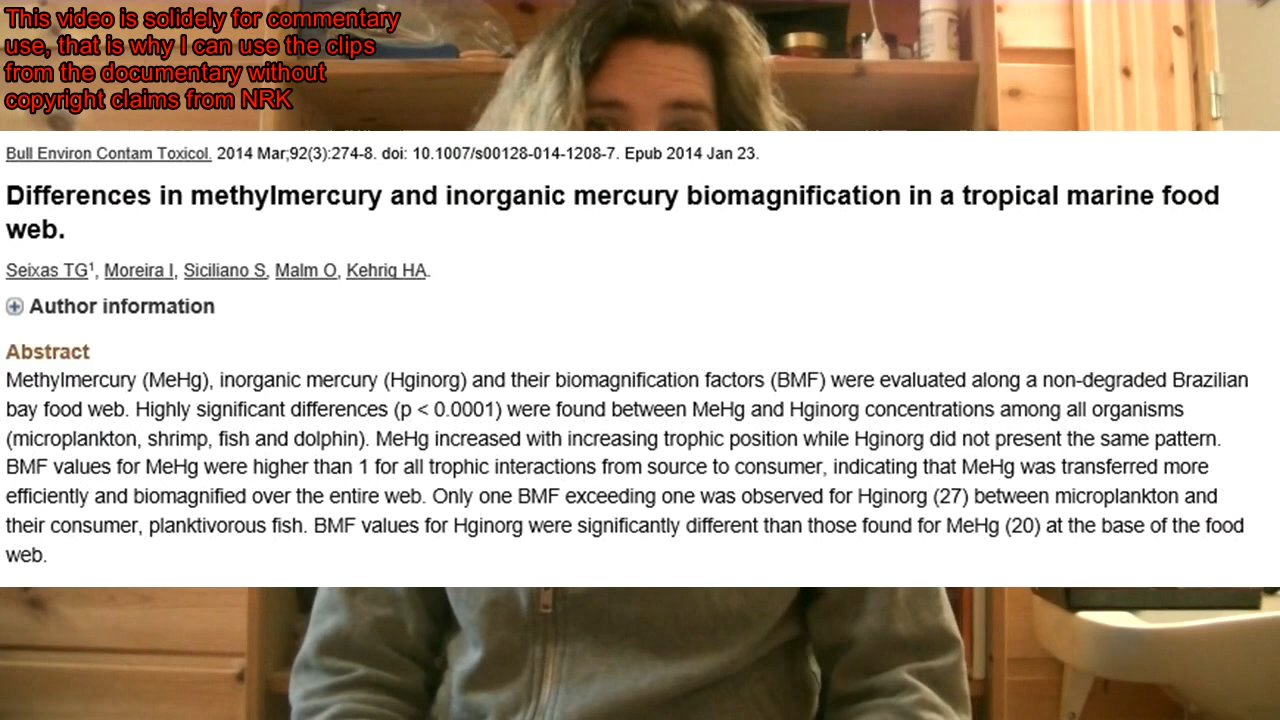 This video is solidely for commentary
use, that is why I can use the clips
from the documentary without
copyright claims from NRK
Bull Environ Contam Toxicol. 2014 Mar;92(3):274-8. doi: 10.1007/s00128-014-1208-7. Epub 2014 Jan 23.
Differences in methylmercury and inorganic mercury biomagnification in a tropical marine food
web.
Seixas TG¹, Moreira I, Siciliano S, Malm O, Kehrig HA.
Author information
Abstract
Methylmercury (MeHg), inorganic mercury (Hginorg) and their biomagnification factors (BMF) were evaluated along a non-degraded Brazilian
bay food web. Highly significant differences (p < 0.0001) were found between MeHg and Hginorg concentrations among all organisms
(microplankton, shrimp, fish and dolphin). MeHg increased with increasing trophic position while Hginorg did not present the same pattern.
BMF values for MeHg were higher than 1 for all trophic interactions from source to consumer, indicating that MeHg was transferred more
efficiently and biomagnified over the entire web. Only one BMF exceeding one was observed for Hginorg (27) between microplankton and
their consumer, planktivorous fish. BMF values for Hginorg were significantly different than those found for MeHg (20) at the base of the food
web.